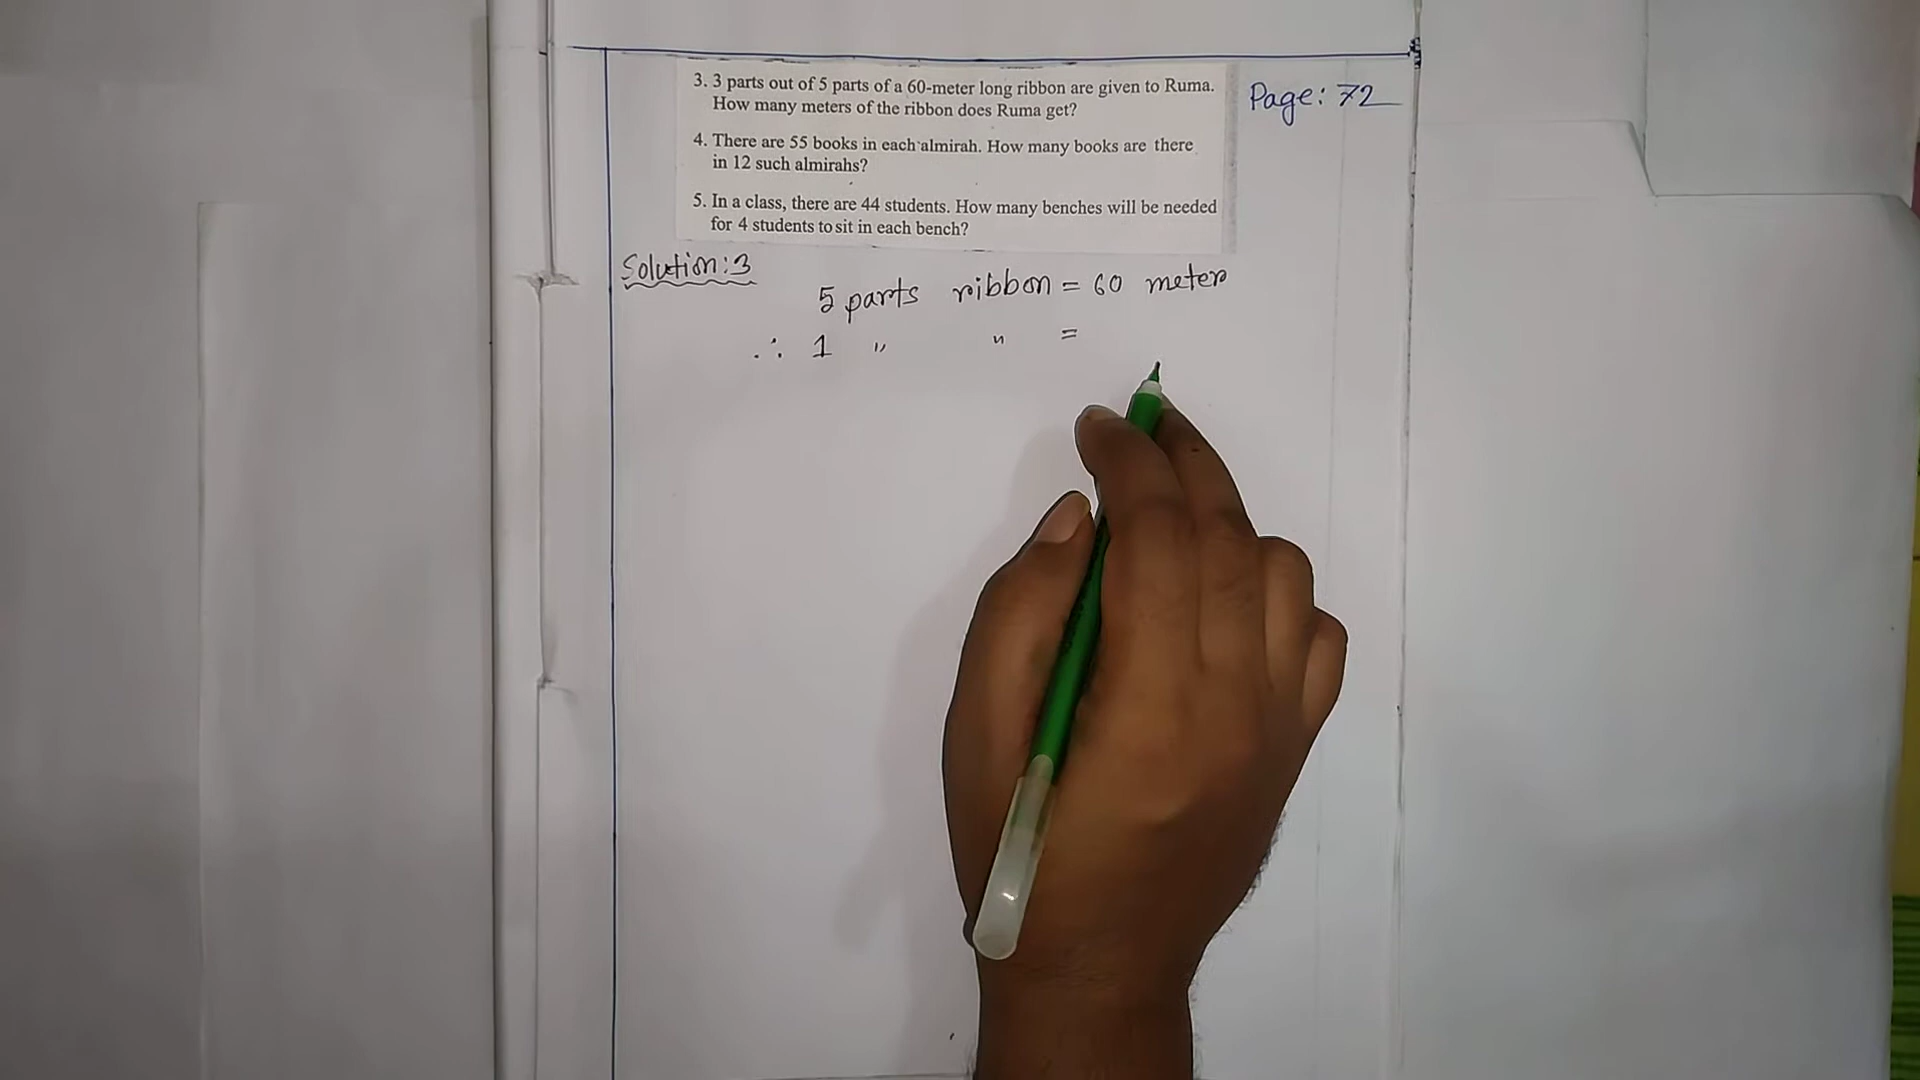 3. 3 parts out of 5 parts of a 60-meter long ribbon are given to Ruma.
How many meters of the ribbon does Ruma get?
4. There are 55 books in each almirah. How many books are there
in 12 such almirahs?
5. In a class, there are 44 students. How many benches will be needed
for 4 students to sit in each bench?
Page: 72
Solution: 3
5 parts ribbon = 60 meter
∴ 1 " " =